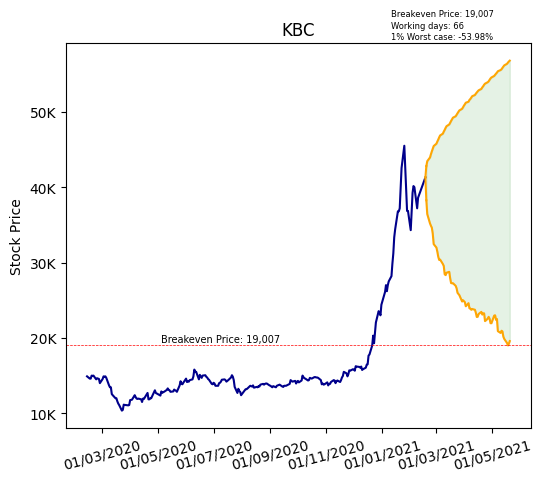 Breakeven Price: 19,007
Working days: 66
1% Worst case: -53.98%
KBC
Stock Price
50K
40K
30K
20K
10K
Breakeven Price: 19,007
01/03/2020
01/05/2020
01/07/2020
01/09/2020
01/11/2020
01/01/2021
01/03/2021
01/05/2021